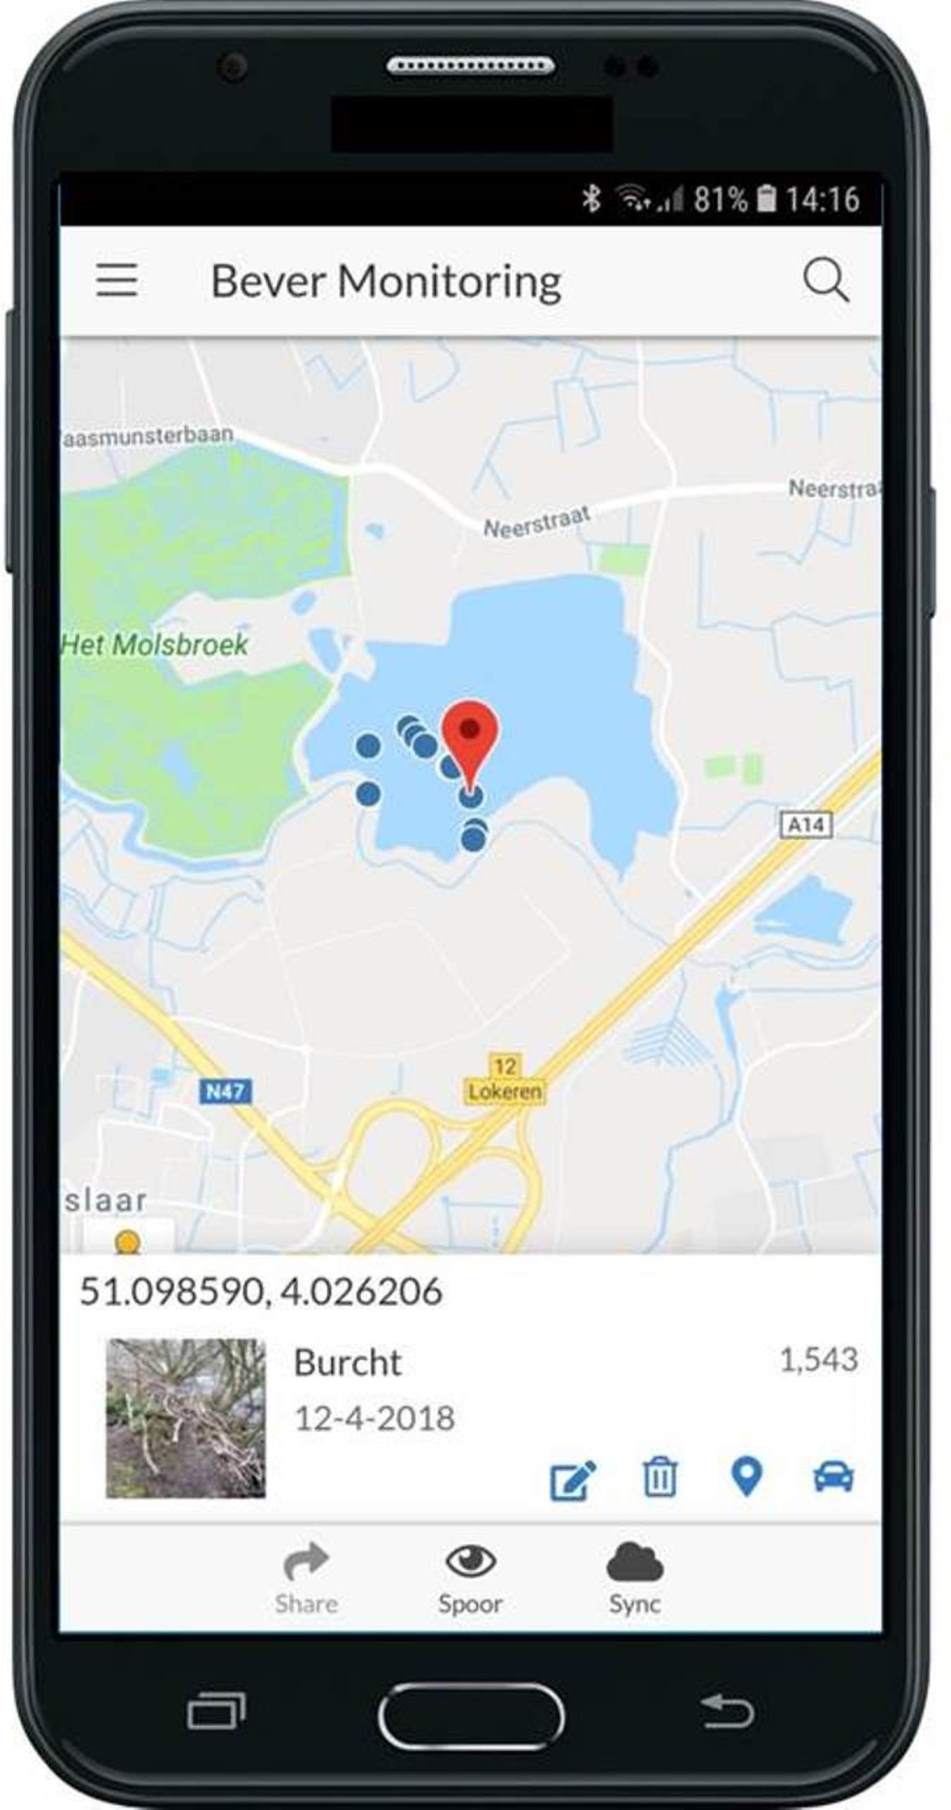 81% 14:16
Bever Monitoring
aasmunsterbaan
Neerstraa
Neerstraat
Het Molsbroek
A14
12
Lokeren
N47
slaar
51.098590, 4.026206
Burcht
1,543
12-4-2018
Share
Spoor
Sync